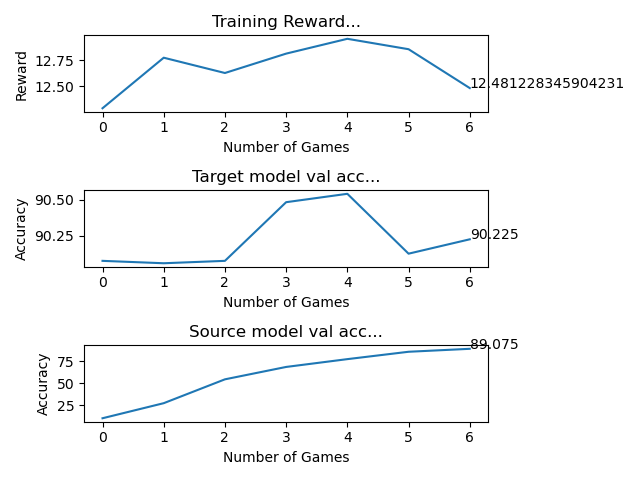 Training Reward...
Reward
12.75
12.50
12.481228345904231
0 1 2 3 4 5 6
Number of Games
Target model val acc...
Accuracy
90.50
90.25
90.225
0 1 2 3 4 5 6
Number of Games
Source model val acc...
Accuracy
75
50
25
89.075
0 1 2 3 4 5 6
Number of Games